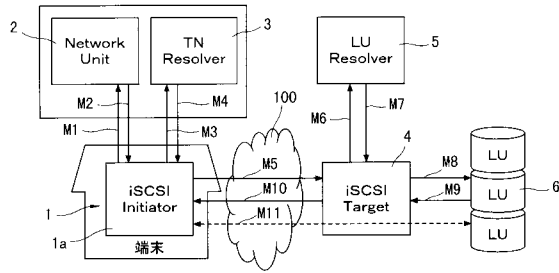 2
3
Network
Unit
TN
Resolver
LU
Resolver
5
M2
M4
M1
M3
100
M6
M7
4
M5
M8
LU
iSCSI
Initiator
M10
iSCSI
Target
M9
LU
6
1
M11
1a
端末
LU